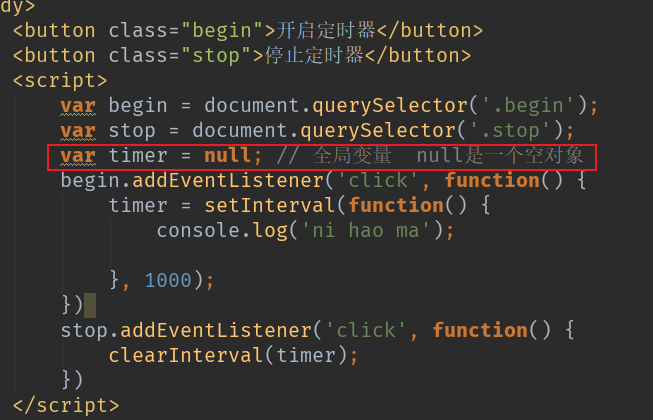 dy>
<button class="begin">开启定时器</button>
<button class="stop">停止定时器</button>
<script>
var begin = document.querySelector('.begin');
var stop = document.querySelector('.stop');
var timer = null; // 全局变量  null是一个空对象
begin.addEventListener('click', function() {
timer = setInterval(function() {
console.log('ni hao ma');
}, 1000);
})
stop.addEventListener('click', function() {
clearInterval(timer);
})
</script>